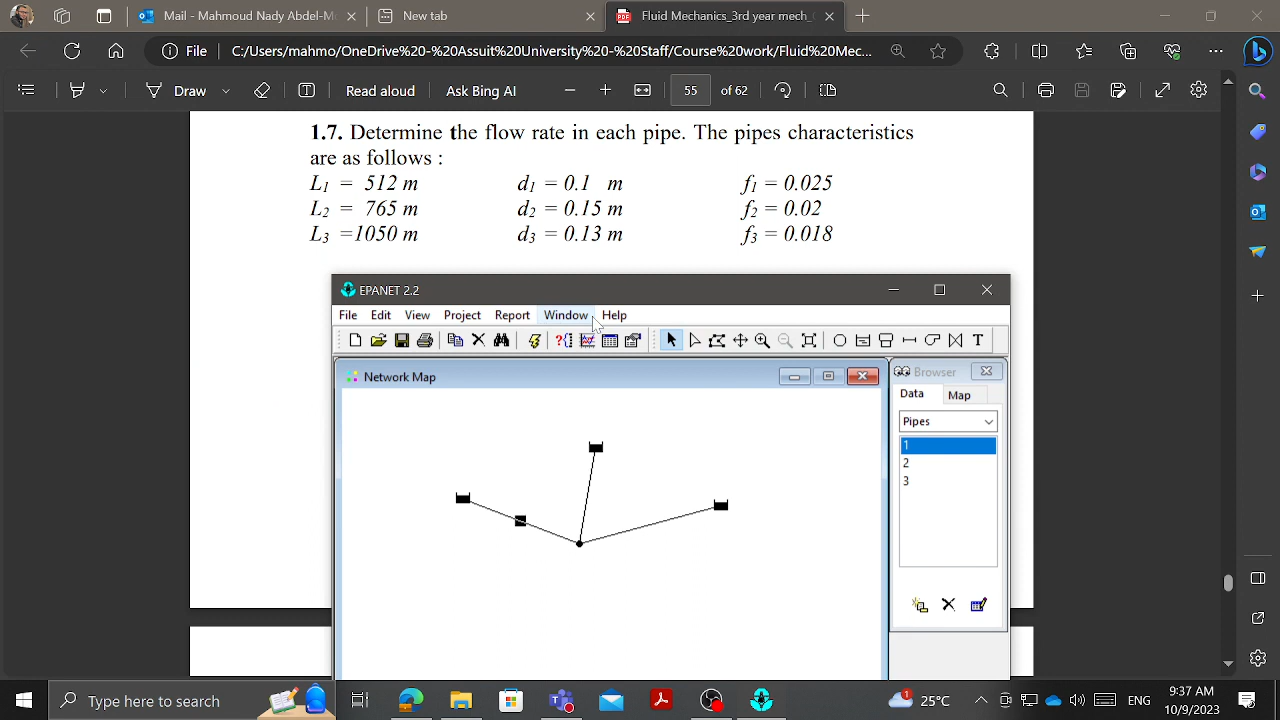 Mail - Mahmoud Nady Abdel-M
New tab
Fluid Mechanics_3rd year mech_
File
C:/Users/mahmo/OneDrive%20-%20Assuit%20University%20-%20Staff/Course%20work/Fluid%20Mec...
Draw
Read aloud
Ask Bing AI
55 of 62
1.7. Determine the flow rate in each pipe. The pipes characteristics
are as follows :
L1 = 512 m d1 = 0.1 m f1 = 0.025
L2 = 765 m d2 = 0.15 m f2 = 0.02
L3 =1050 m d3 = 0.13 m f3 = 0.018
EPANET 2.2
File Edit View Project Report Window Help
Network Map
Browser
Data Map
Pipes
1
2
3
Type here to search
1
25°C
ENG
9:37 AM
10/9/2023